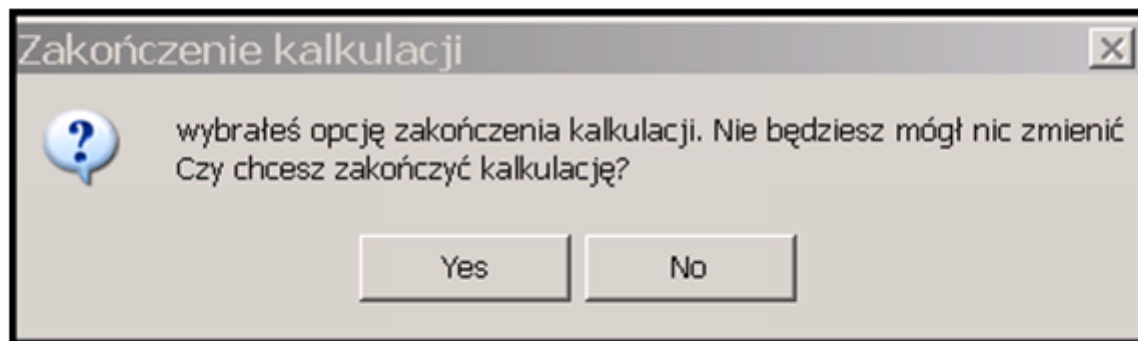 Zakończenie kalkulacji
wybrałeś opcję zakończenia kalkulacji. Nie będziesz mógł nic zmienić
Czy chcesz zakończyć kalkulację?
Yes No